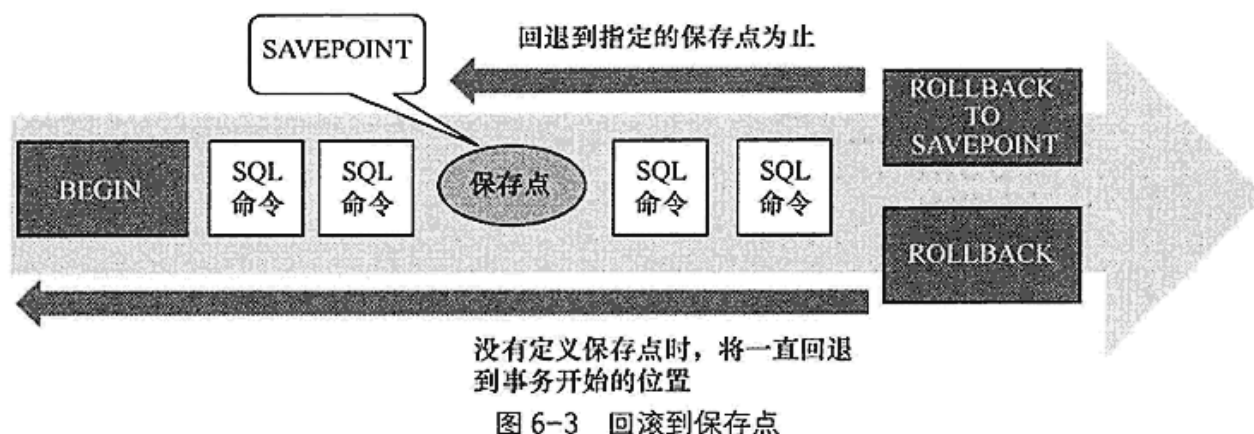 SAVEPOINT
回退到指定的保存点为止
ROLLBACK
TO
SAVEPOINT
BEGIN
SQL
命令
SQL
命令
保存点
SQL
命令
SQL
命令
ROLLBACK
没有定义保存点时，将一直回退
到事务开始的位置
图 6-3 回滚到保存点